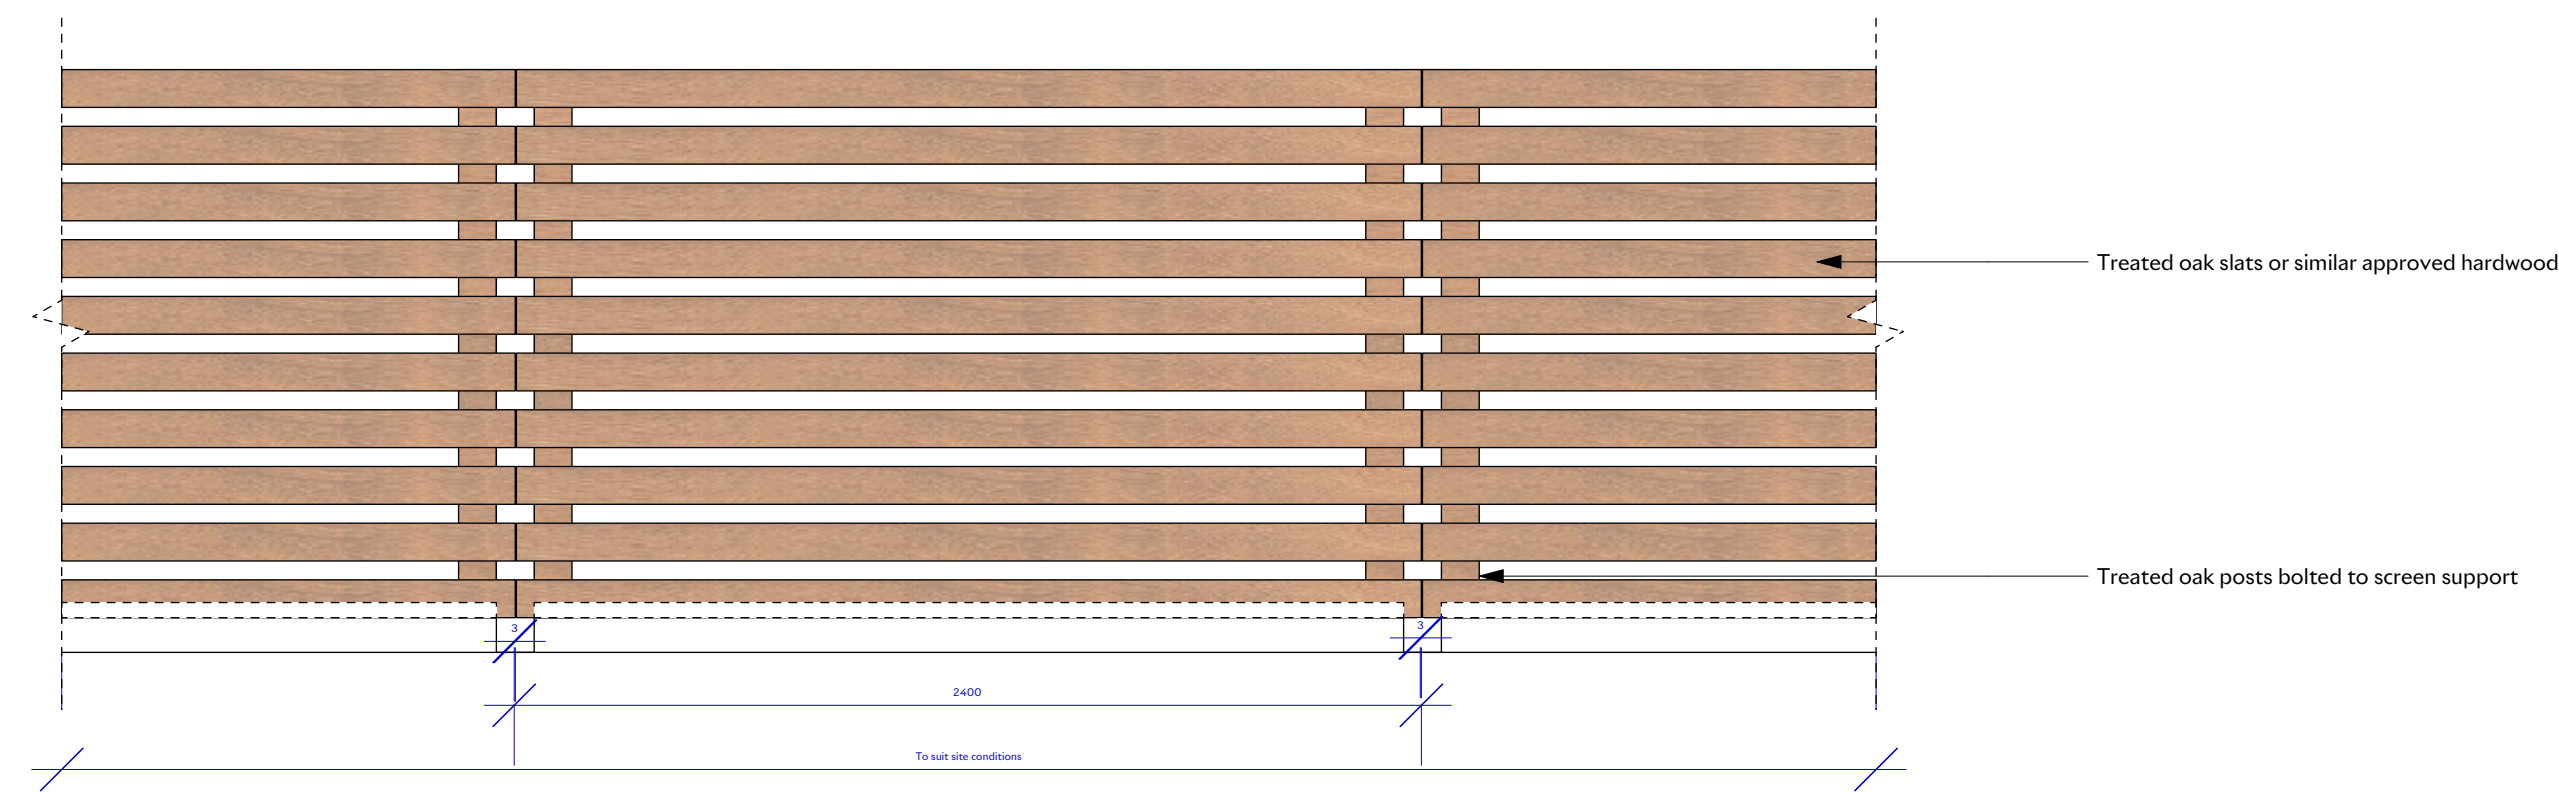 Treated oak slats or similar approved hardwood
Treated oak posts bolted to screen support
3
3
2400
To suit site conditions